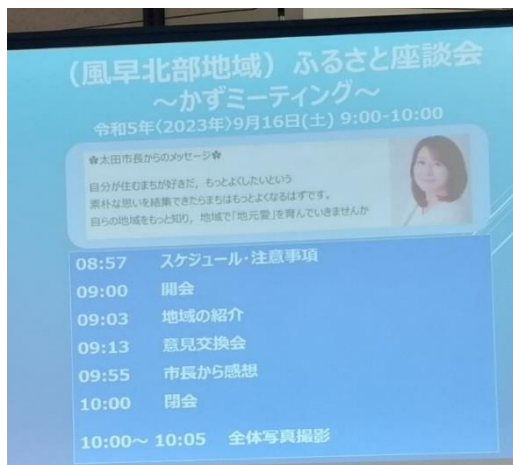 （風早北部地域）ふるさと座談会
～かずミーティング～
令和5年〈2023年〉9月16日(土) 9:00-10:00
✿太田市長からのメッセージ✿
自分が住むまちが好きだ，もっとよくしたいという
素朴な思いを結集できたらまちはもっとよくなるはずです。
自らの地域をもっと知り，地域で「地元愛」を育んでいきませんか
08:57 スケジュール・注意事項
09:00 開会
09:03 地域の紹介
09:13 意見交換会
09:55 市長から感想
10:00 閉会
10:00～ 10:05 全体写真撮影